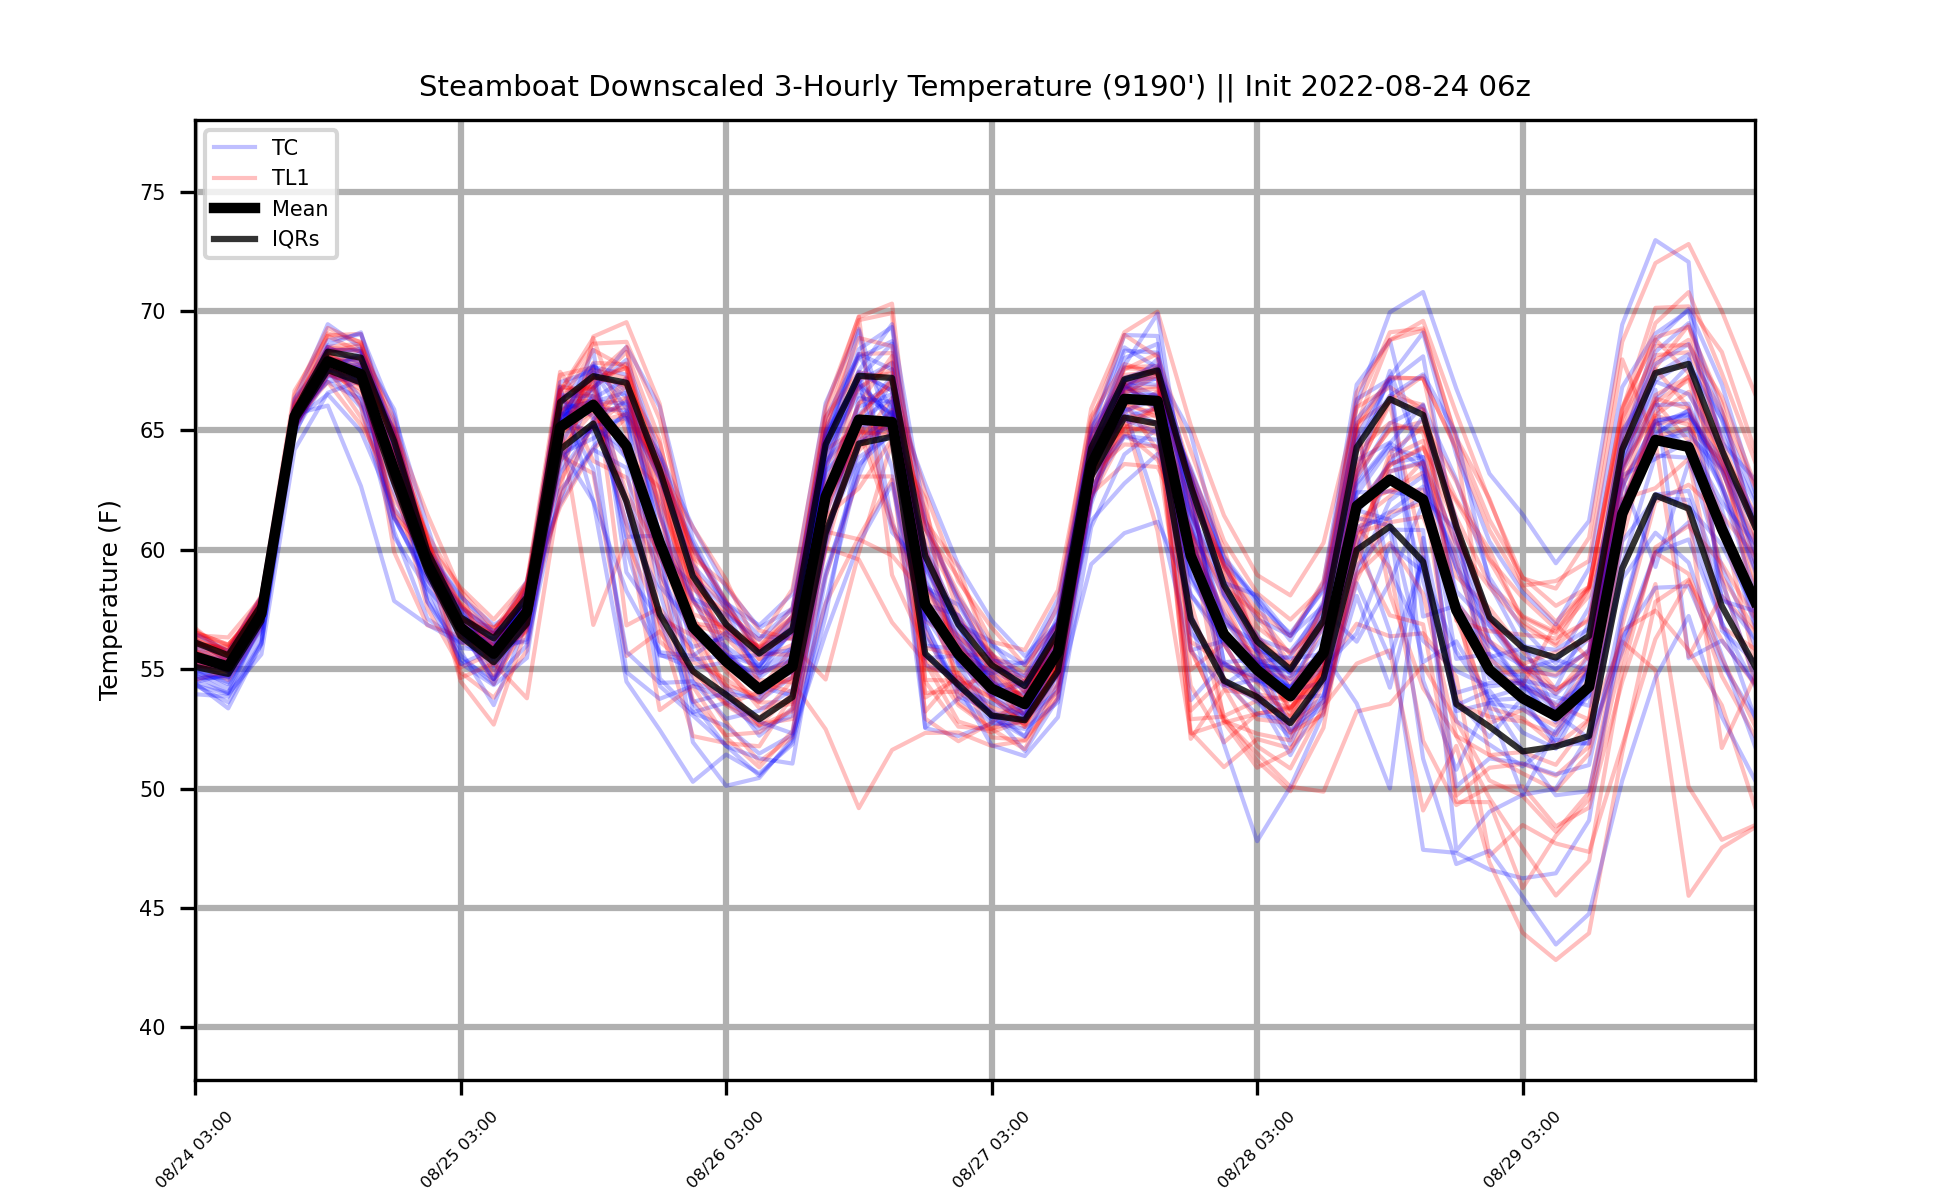 Steamboat Downscaled 3-Hourly Temperature (9190') || Init 2022-08-24 06z
TC
TL1
Mean
IQRs
Temperature (F)
75
70
65
60
55
50
45
40
08/24 03:00
08/25 03:00
08/26 03:00
08/27 03:00
08/28 03:00
08/29 03:00